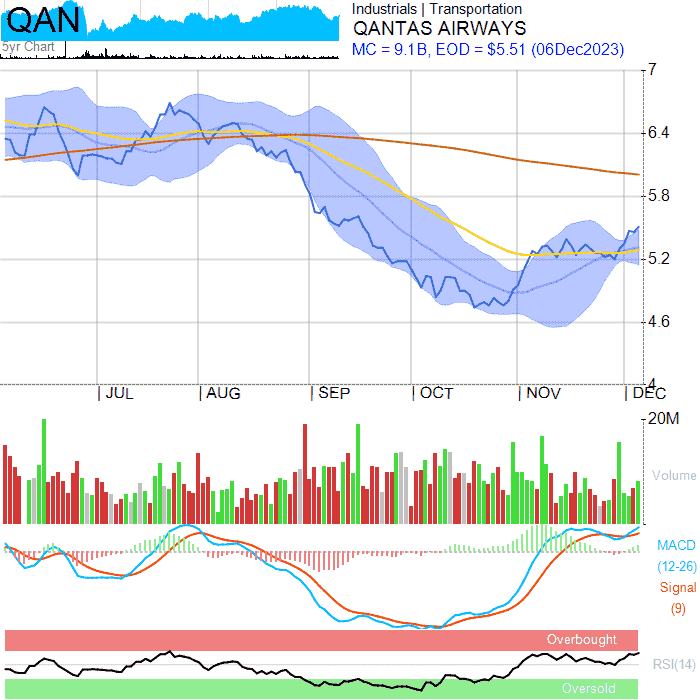 QAN
5yr Chart
Industrials | Transportation
QANTAS AIRWAYS
MC = 9.1B, EOD = $5.51 (06Dec2023)
7
6.4
5.8
5.2
4.6
4
JUL AUG SEP OCT NOV DEC
20M
Volume
MACD
(12-26)
Signal
(9)
Overbought
RSI(14)
Oversold